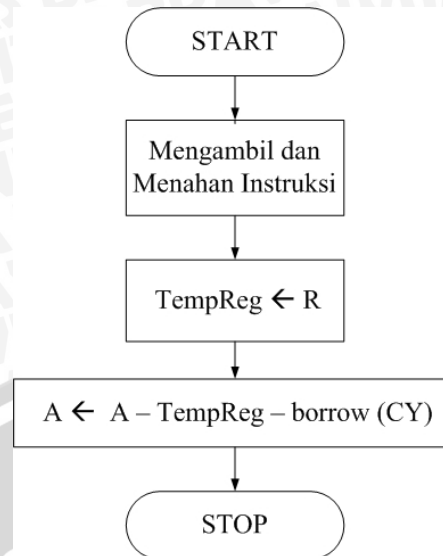 START
Mengambil dan
Menahan Instruksi
TempReg ← R
A ← A – TempReg – borrow (CY)
STOP